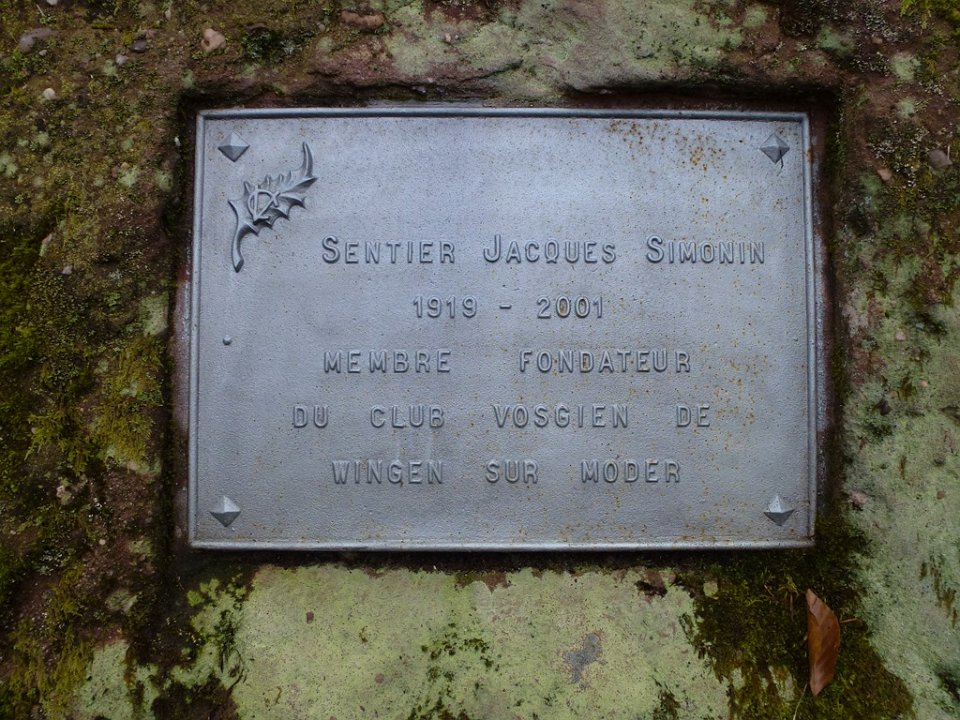 SENTIER JACQUES SIMONIN
1919 - 2001
MEMBRE FONDATEUR
DU CLUB VOSGIEN DE
WINGEN SUR MODER